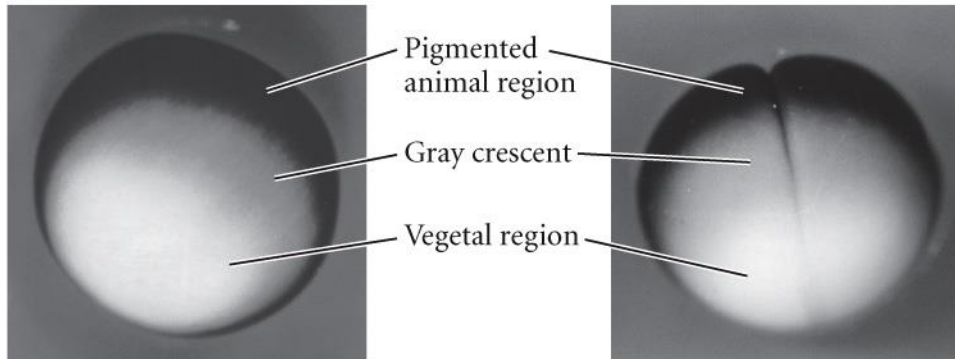 Pigmented
animal region
Gray crescent
Vegetal region